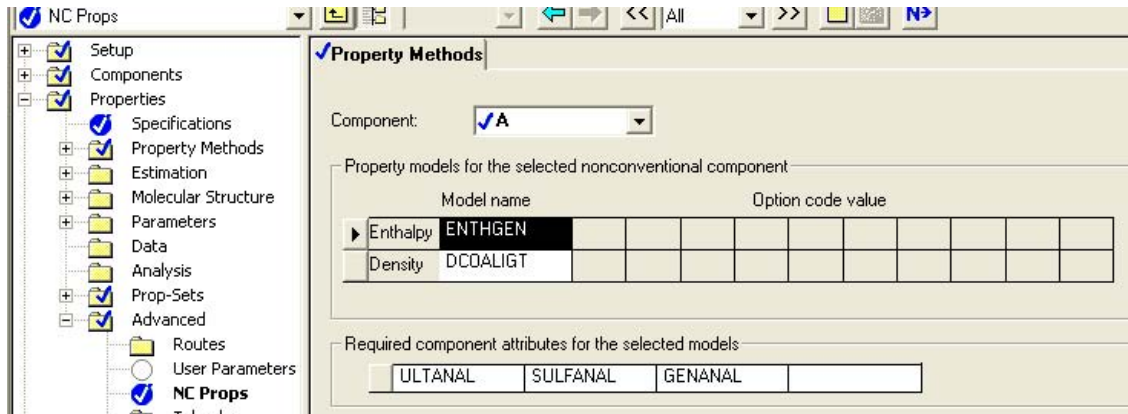 NC Props
All
N
Setup
Components
Properties
Specifications
Property Methods
Estimation
Molecular Structure
Parameters
Data
Analysis
Prop-Sets
Advanced
Routes
User Parameters
NC Props
Property Methods
Component: A
Property models for the selected nonconventional component
Model name Option code value
Enthalpy ENTHGEN
Density DCOALIGT
Required component attributes for the selected models
ULTANAL SULFANAL GENANAL